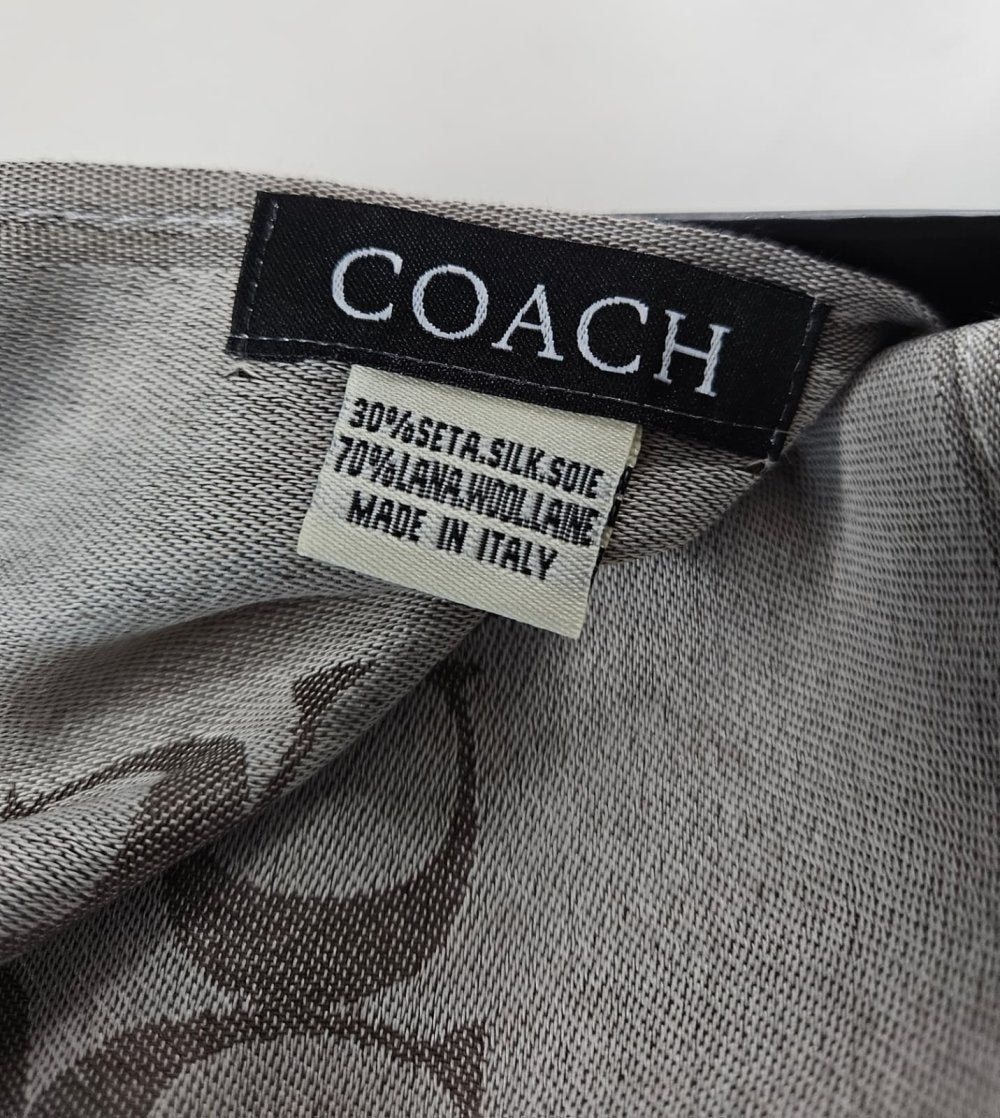 COACH
30%SETA.SILK.SOIE
70%LANA.WOOL.LAINE
MADE IN ITALY